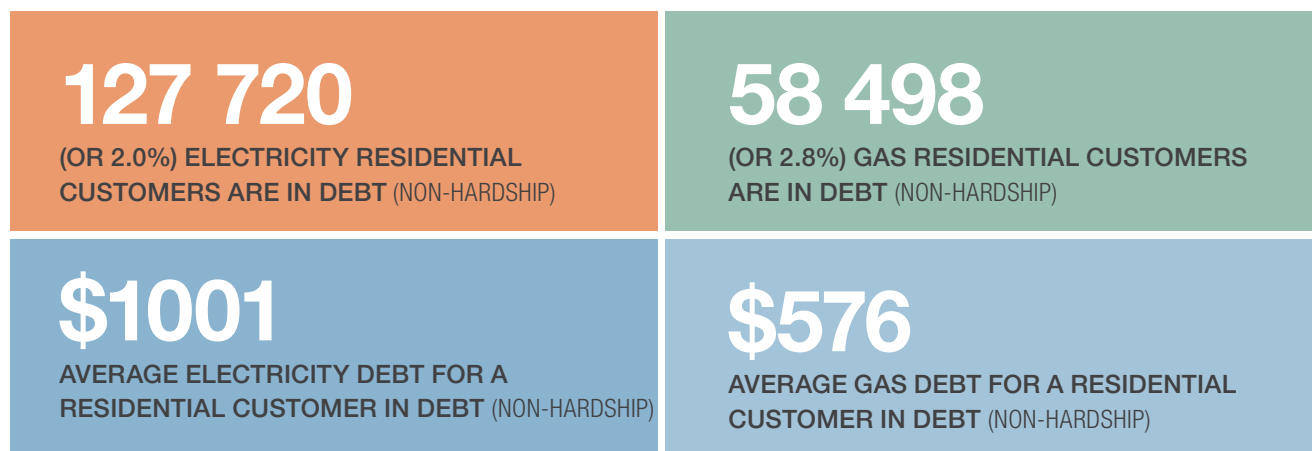 127 720
(OR 2.0%) ELECTRICITY RESIDENTIAL
CUSTOMERS ARE IN DEBT (NON-HARDSHIP)
58 498
(OR 2.8%) GAS RESIDENTIAL CUSTOMERS
ARE IN DEBT (NON-HARDSHIP)
$1001
AVERAGE ELECTRICITY DEBT FOR A
RESIDENTIAL CUSTOMER IN DEBT (NON-HARDSHIP)
$576
AVERAGE GAS DEBT FOR A RESIDENTIAL
CUSTOMER IN DEBT (NON-HARDSHIP)